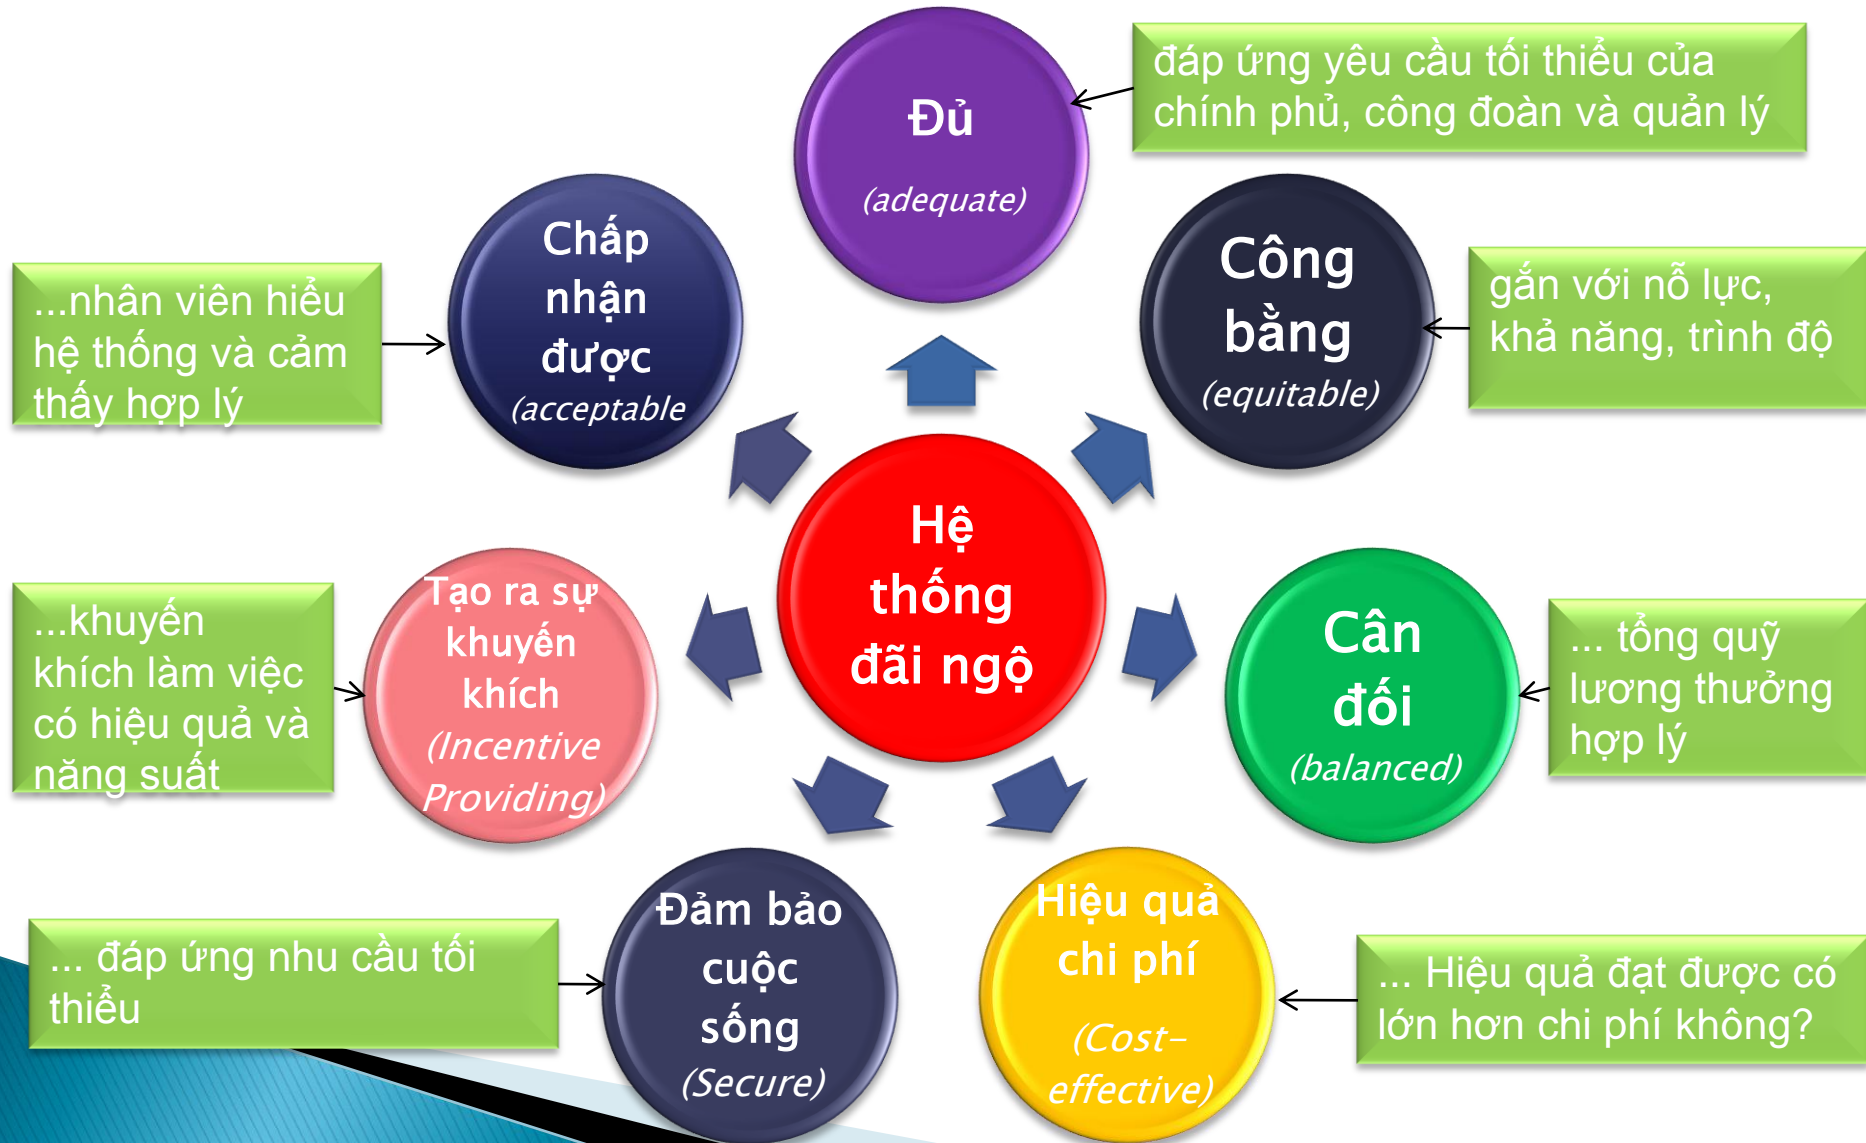 Đủ
(adequate)
đáp ứng yêu cầu tối thiểu của
chính phủ, công đoàn và quản lý
Công
bằng
(equitable)
gắn với nỗ lực,
khả năng, trình độ
Cân
đối
(balanced)
... tổng quỹ
lương thưởng
hợp lý
Hiệu quả
chi phí
(Cost-
effective)
... Hiệu quả đạt được có
lớn hơn chi phí không?
Đảm bảo
cuộc
sống
(Secure)
... đáp ứng nhu cầu tối
thiểu
Tạo ra sự
khuyến
khích
(Incentive
Providing)
...khuyến
khích làm việc
có hiệu quả và
năng suất
Chấp
nhận
được
(acceptable
...nhân viên hiểu
hệ thống và cảm
thấy hợp lý
Hệ
thống
đãi ngộ